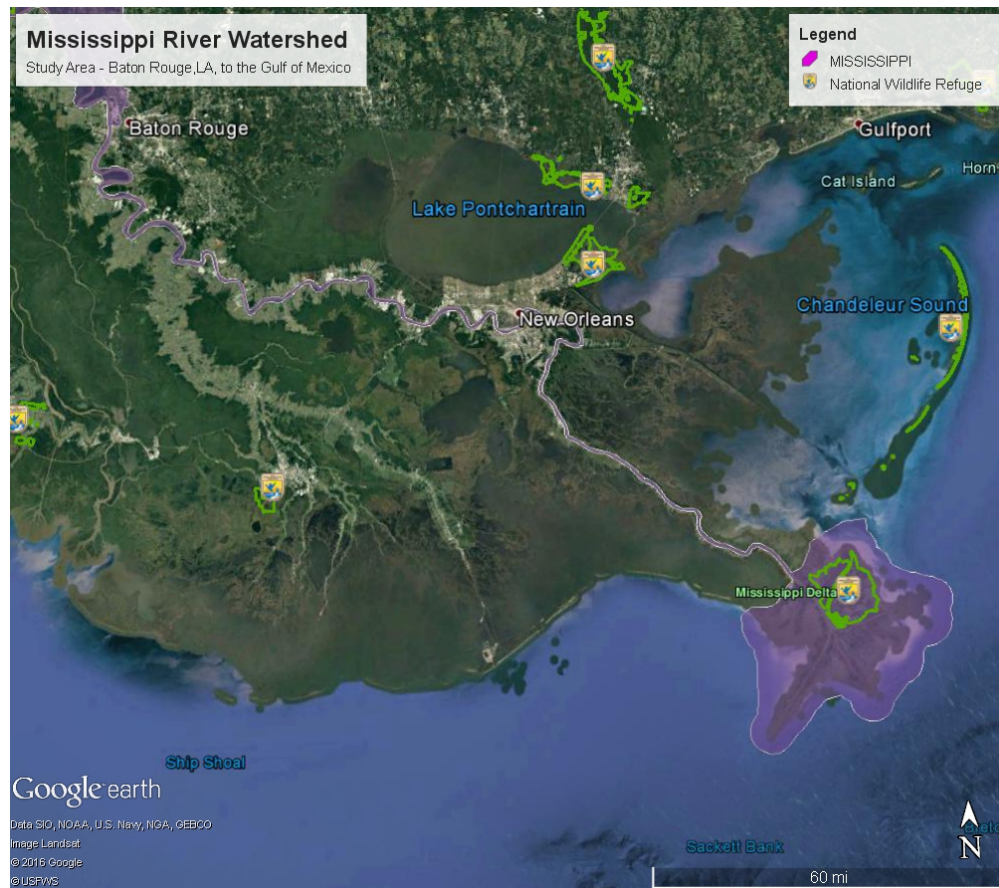 Mississippi River Watershed
Study Area - Baton Rouge,LA, to the Gulf of Mexico
Legend
MISSISSIPPI
National Wildlife Refuge
Baton Rouge
Gulfport
Cat Island
Horn
Lake Pontchartrain
Chandeleur Sound
New Orleans
Mississippi Delta
Ship Shoal
Google earth
Data SIO, NOAA, U.S. Navy, NGA, GEBCO
Image Landsat
© 2016 Google
© USFWS
Sackett Bank
N
60 mi